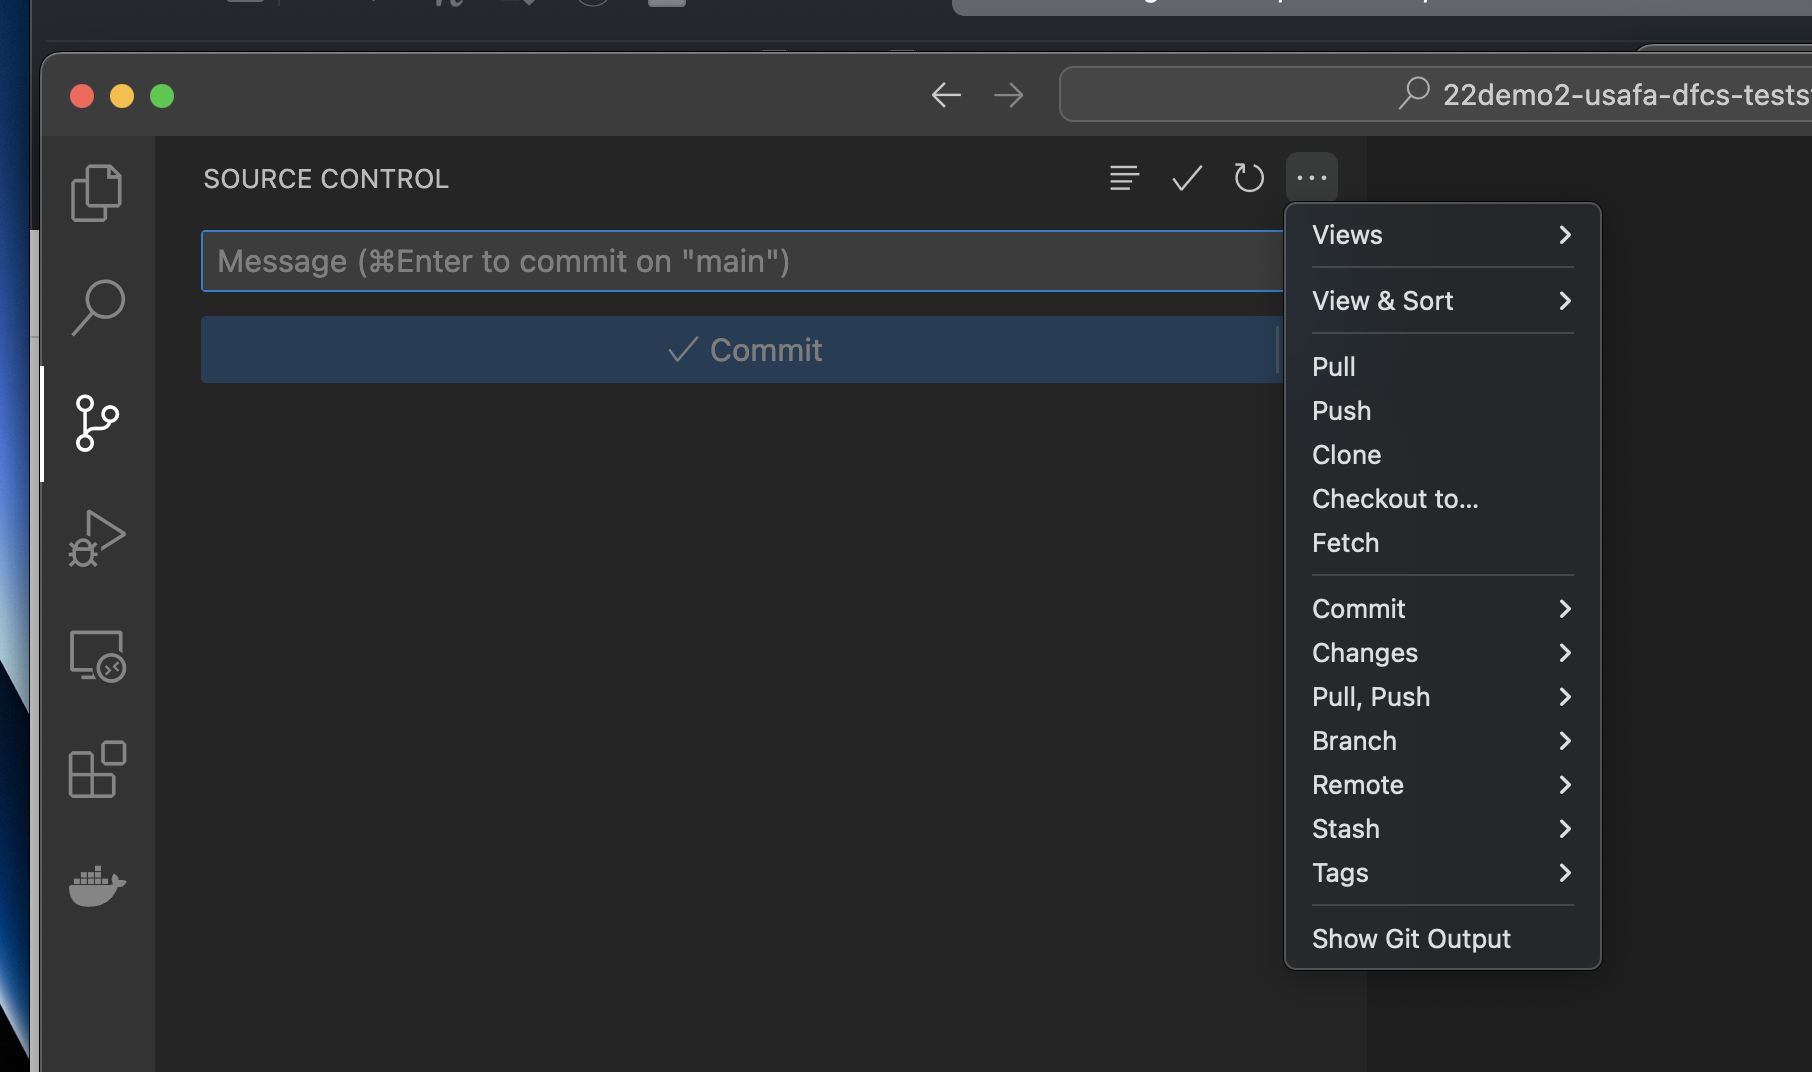 22demo2-usafa-dfcs-tests
SOURCE CONTROL
Message (⌘Enter to commit on "main")
Commit
Views
View & Sort
Pull
Push
Clone
Checkout to...
Fetch
Commit
Changes
Pull, Push
Branch
Remote
Stash
Tags
Show Git Output